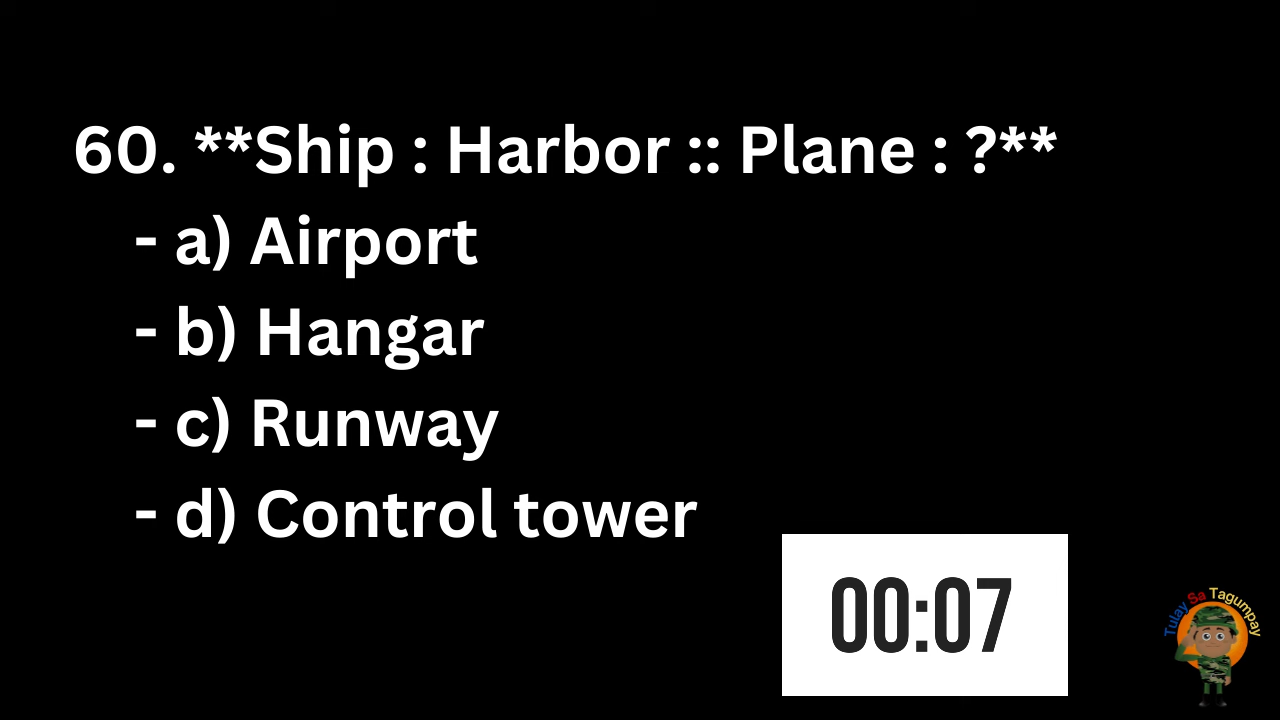 60. **Ship : Harbor :: Plane : ?**
- a) Airport
- b) Hangar
- c) Runway
- d) Control tower
00:07
Tulay Sa Tagumpay